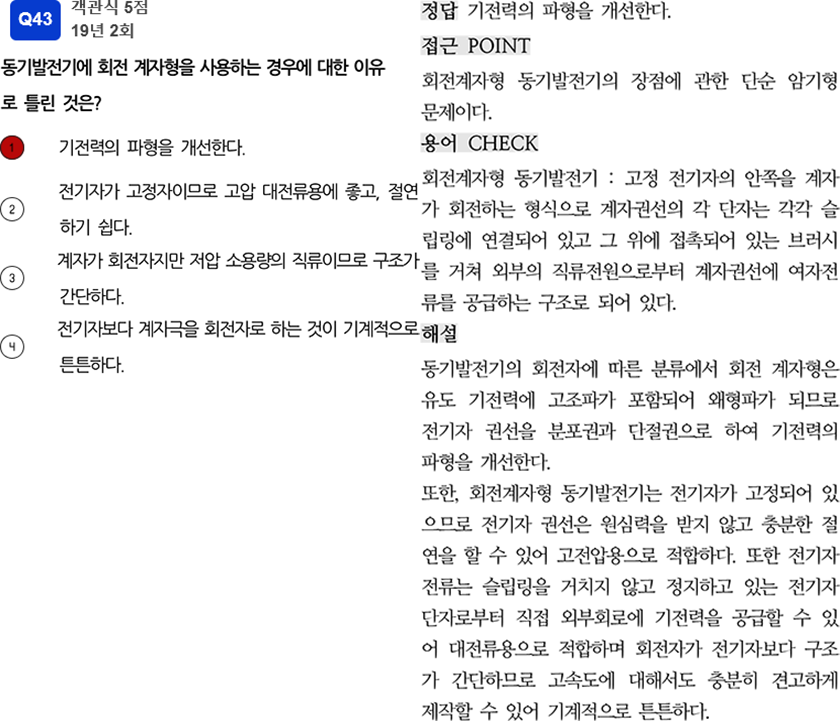 Q43
객관식 5점
19년 2회
동기발전기에 회전 계자형을 사용하는 경우에 대한 이유
로 틀린 것은?
1 기전력의 파형을 개선한다.
2 전기자가 고정자이므로 고압 대전류용에 좋고, 절연
하기 쉽다.
3 계자가 회전자지만 저압 소용량의 직류이므로 구조가
간단하다.
4 전기자보다 계자극을 회전자로 하는 것이 기계적으로
튼튼하다.
정답 기전력의 파형을 개선한다.
접근 POINT
회전계자형 동기발전기의 장점에 관한 단순 암기형
문제이다.
용어 CHECK
회전계자형 동기발전기 : 고정 전기자의 안쪽을 계자
가 회전하는 형식으로 계자권선의 각 단자는 각각 슬
립링에 연결되어 있고 그 위에 접촉되어 있는 브러시
를 거쳐 외부의 직류전원으로부터 계자권선에 여자전
류를 공급하는 구조로 되어 있다.
해설
동기발전기의 회전자에 따른 분류에서 회전 계자형은
유도 기전력에 고조파가 포함되어 왜형파가 되므로
전기자 권선을 분포권과 단절권으로 하여 기전력의
파형을 개선한다.
또한, 회전계자형 동기발전기는 전기자가 고정되어 있
으므로 전기자 권선은 원심력을 받지 않고 충분한 절
연을 할 수 있어 고전압용으로 적합하다. 또한 전기자
전류는 슬립링을 거치지 않고 정지하고 있는 전기자
단자로부터 직접 외부회로에 기전력을 공급할 수 있
어 대전류용으로 적합하며 회전자가 전기자보다 구조
가 간단하므로 고속도에 대해서도 충분히 견고하게
제작할 수 있어 기계적으로 튼튼하다.